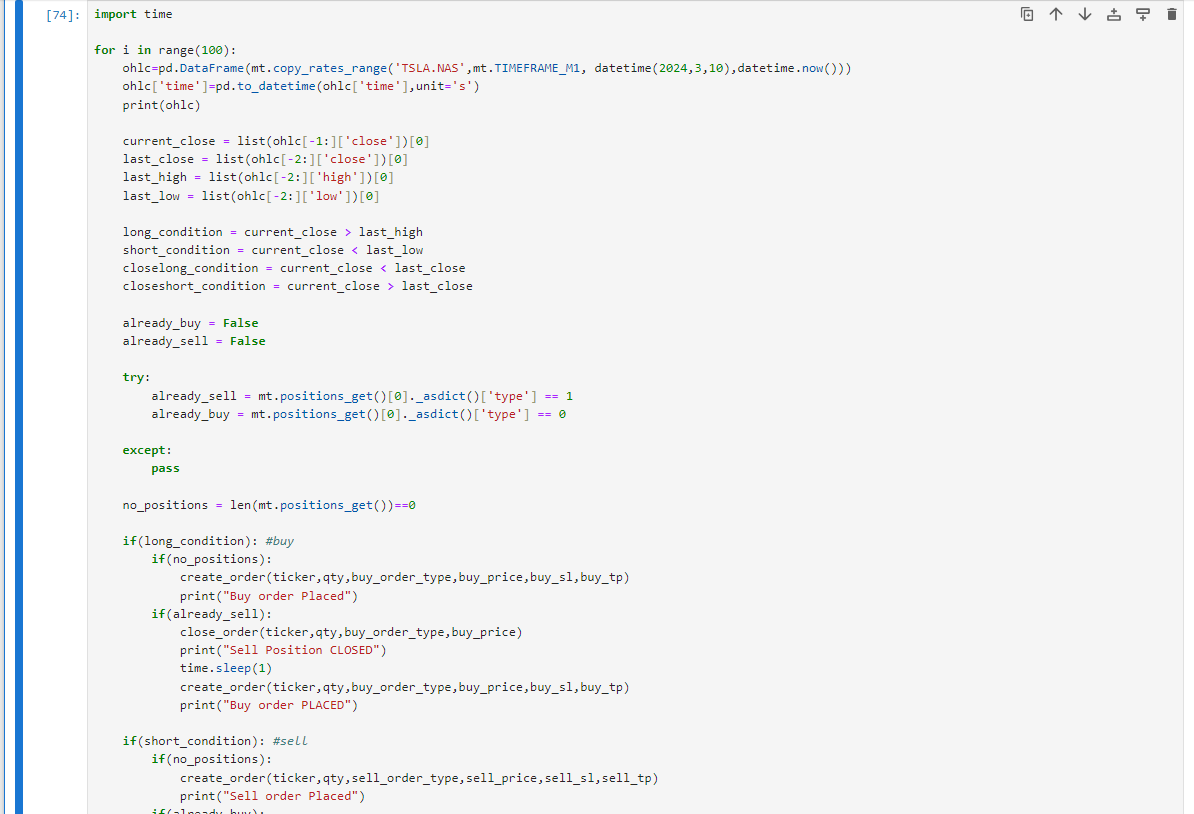 [74]: import time
for i in range(100):
    ohlc=pd.DataFrame(mt.copy_rates_range('TSLA.NAS',mt.TIMEFRAME_M1, datetime(2024,3,10),datetime.now()))
    ohlc['time']=pd.to_datetime(ohlc['time'],unit='s')
    print(ohlc)
    current_close = list(ohlc[-1:]['close'])[0]
    last_close = list(ohlc[-2:]['close'])[0]
    last_high = list(ohlc[-2:]['high'])[0]
    last_low = list(ohlc[-2:]['low'])[0]
    long_condition = current_close > last_high
    short_condition = current_close < last_low
    closelong_condition = current_close < last_close
    closeshort_condition = current_close > last_close
    already_buy = False
    already_sell = False
    try:
        already_sell = mt.positions_get()[0]._asdict()['type'] == 1
        already_buy = mt.positions_get()[0]._asdict()['type'] == 0
    except:
        pass
    no_positions = len(mt.positions_get())==0
    if(long_condition): #buy
        if(no_positions):
            create_order(ticker,qty,buy_order_type,buy_price,buy_sl,buy_tp)
            print("Buy order Placed")
        if(already_sell):
            close_order(ticker,qty,buy_order_type,buy_price)
            print("Sell Position CLOSED")
            time.sleep(1)
            create_order(ticker,qty,buy_order_type,buy_price,buy_sl,buy_tp)
            print("Buy order PLACED")
    if(short_condition): #sell
        if(no_positions):
            create_order(ticker,qty,sell_order_type,sell_price,sell_sl,sell_tp)
            print("Sell order Placed")
        if(already_buy):